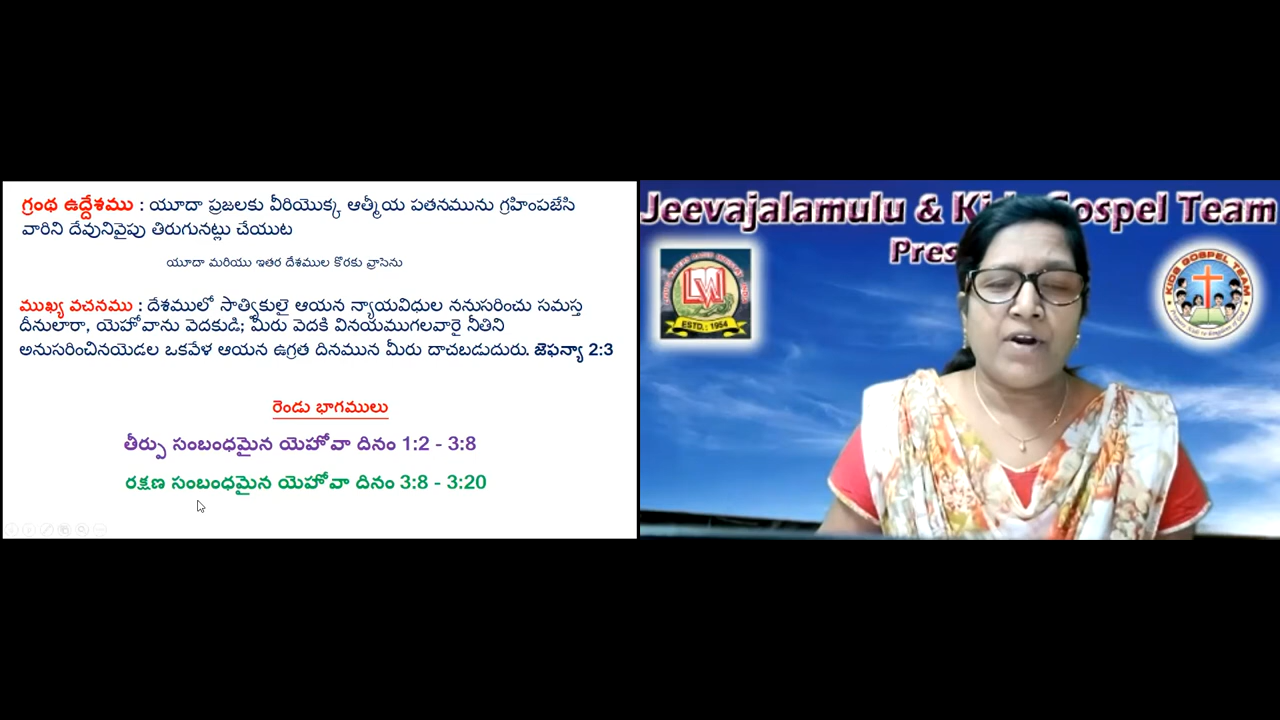 గ్రంథ ఉద్దేశము : యూదా ప్రజలకు వీరియొక్క ఆత్మీయ పతనమును గ్రహింపజేసి
వారిని దేవునివైపు తిరుగునట్లు చేయుట
యూదా మరియు ఇతర దేశముల కొరకు వ్రాసెను
ముఖ్య వచనము : దేశములో సాత్వికులై ఆయన న్యాయవిధుల ననుసరించు సమస్త
దీనులారా, యెహోవాను వెదకుడి; మీరు వెదకి వినయముగలవారై నీతిని
అనుసరించినయెడల ఒకవేళ ఆయన ఉగ్రత దినమున మీరు దాచబడుదురు. జెఫన్యా 2:3
రెండు భాగములు
తీర్పు సంబంధమైన యెహోవా దినం 1:2 - 3:8
రక్షణ సంబంధమైన యెహోవా దినం 3:8 - 3:20
Jeevajalamulu & Kids Gospel Team
Pres
LW
ESTD.; 1954
KIDS GOSPEL TEAM